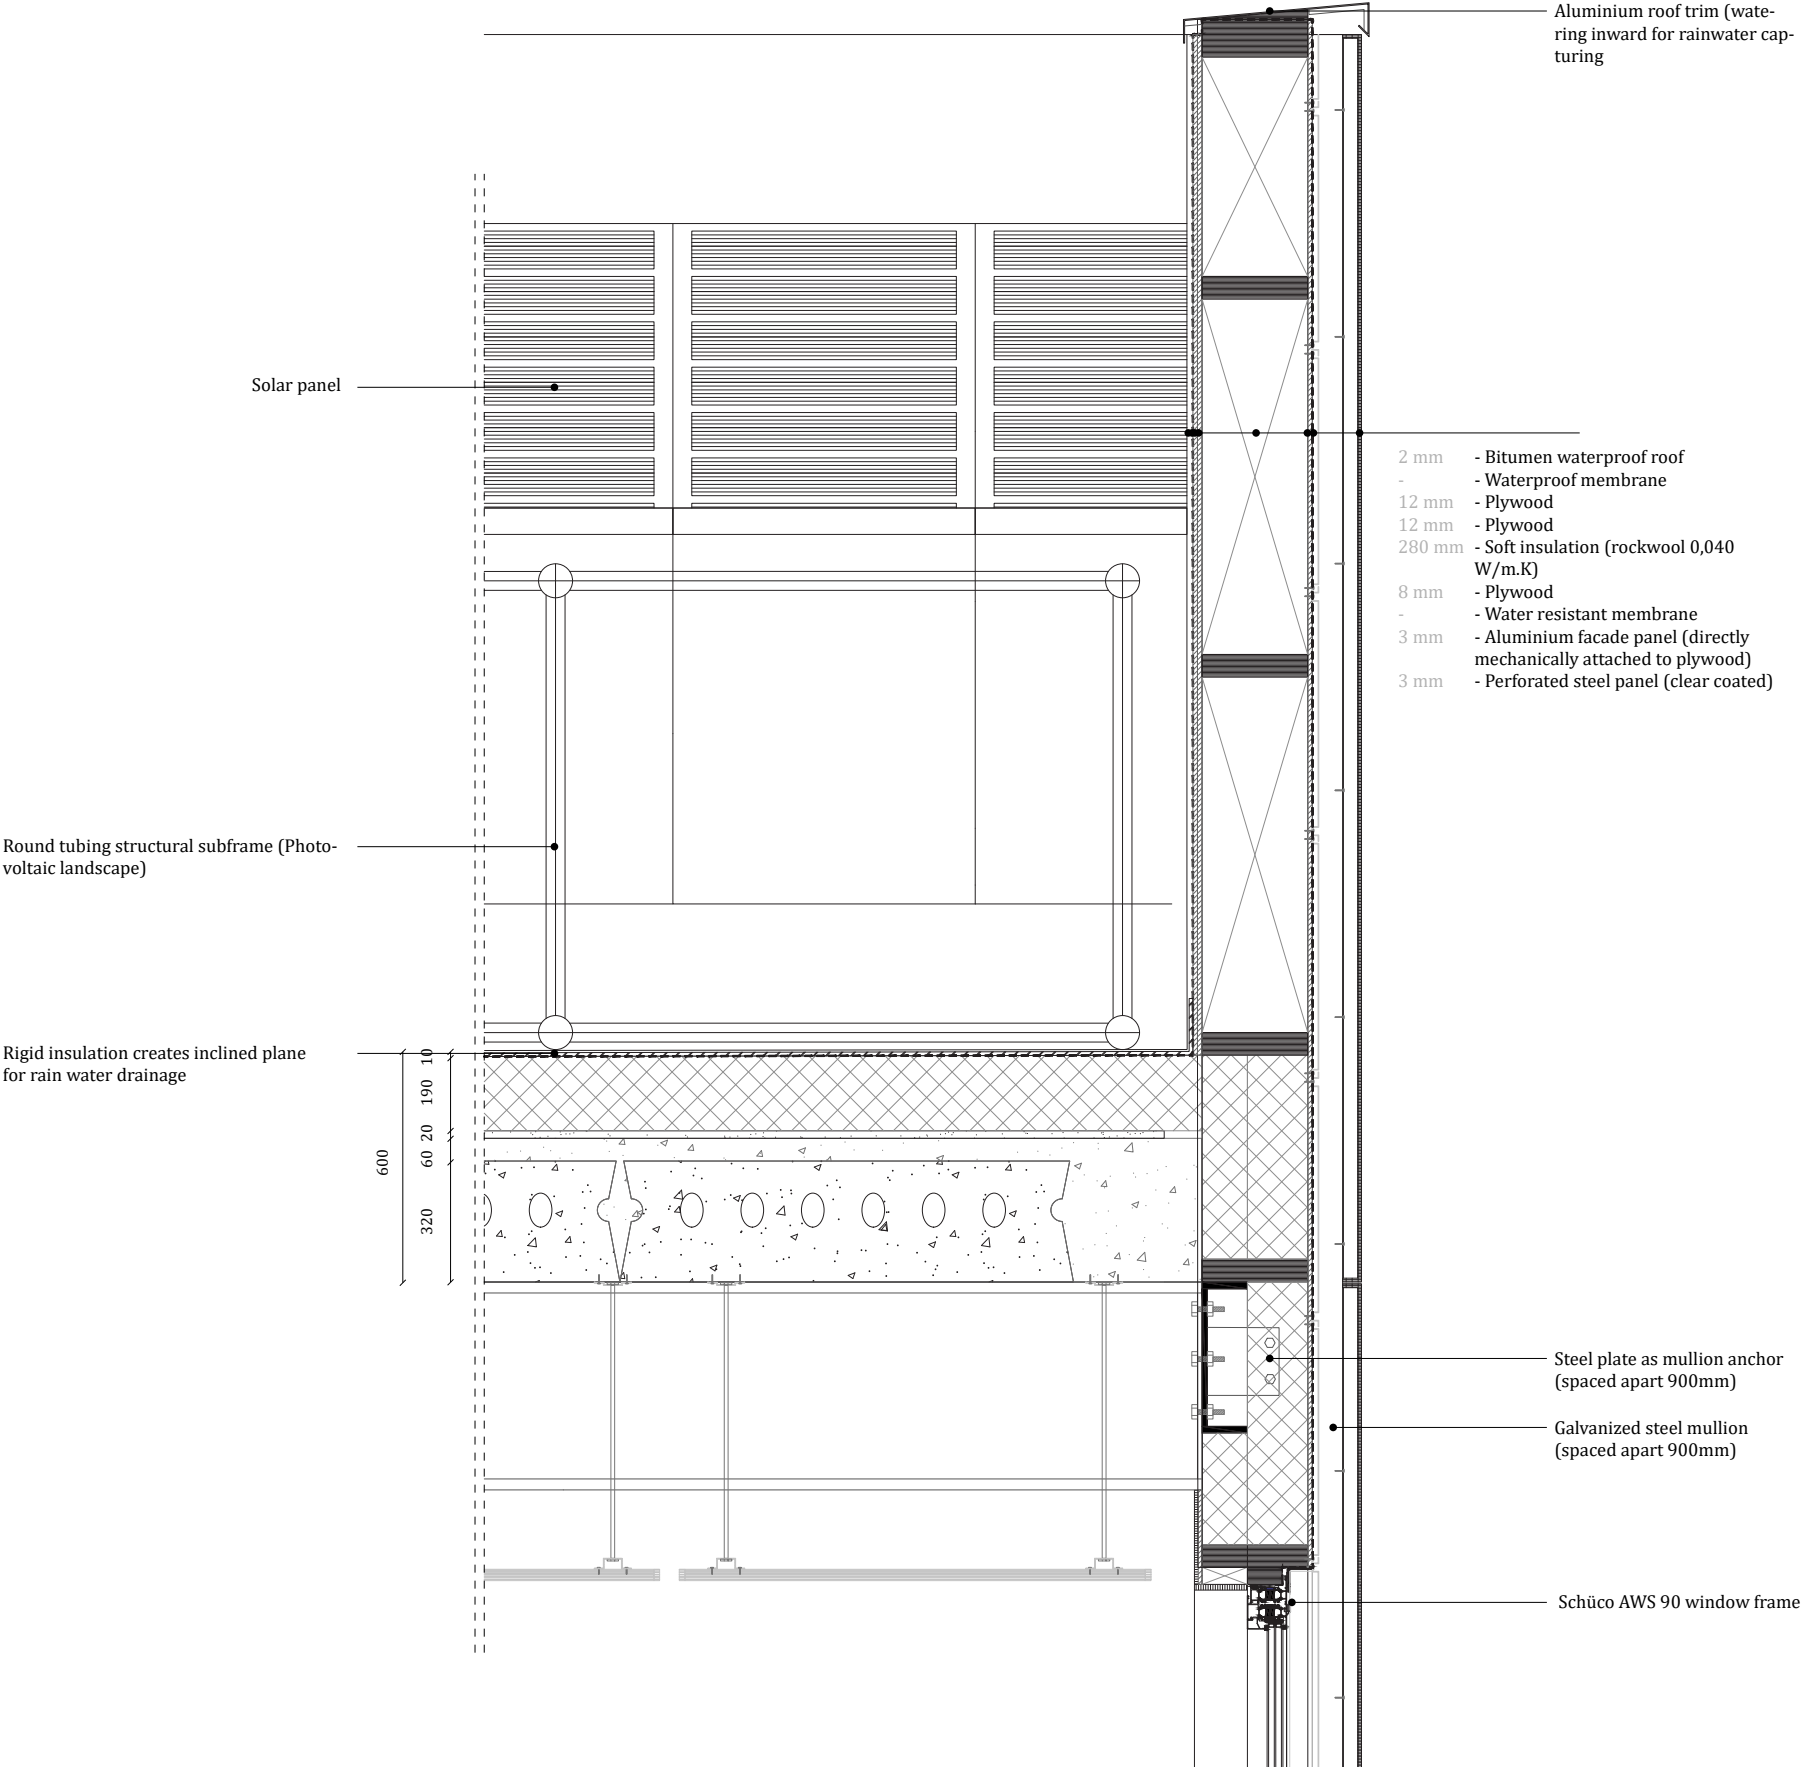 Aluminium roof trim (wate-
ring inward for rainwater cap-
turing
Solar panel
2 mm - Bitumen waterproof roof
- - Waterproof membrane
12 mm - Plywood
12 mm - Plywood
280 mm - Soft insulation (rockwool 0,040
W/m.K)
8 mm - Plywood
- - Water resistant membrane
3 mm - Aluminium facade panel (directly
mechanically attached to plywood)
3 mm - Perforated steel panel (clear coated)
Round tubing structural subframe (Photo-
voltaic landscape)
Rigid insulation creates inclined plane
for rain water drainage
10
190
20
60
320
600
Steel plate as mullion anchor
(spaced apart 900mm)
Galvanized steel mullion
(spaced apart 900mm)
Schüco AWS 90 window frame